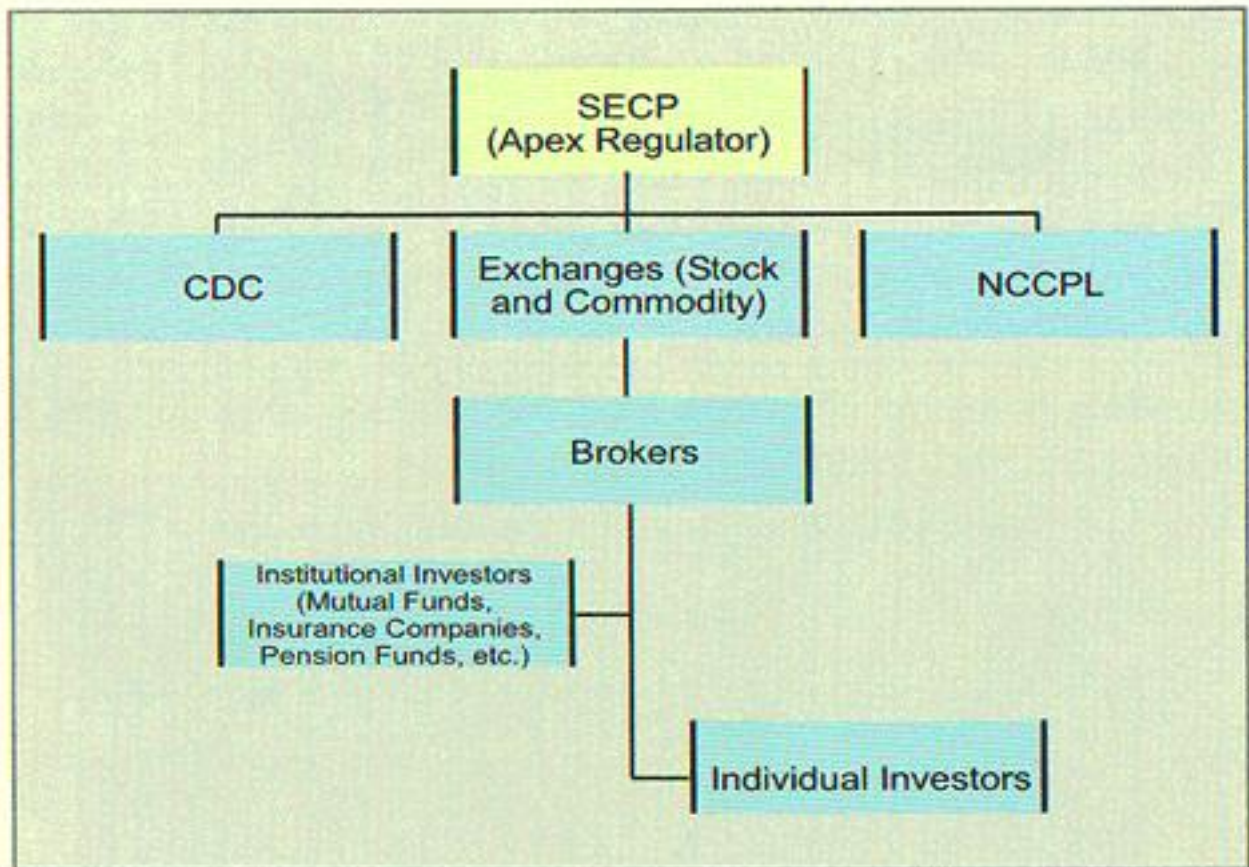 SECP
(Apex Regulator)
CDC
Exchanges (Stock
and Commodity)
NCCPL
Brokers
Institutional Investors
(Mutual Funds,
Insurance Companies,
Pension Funds, etc.)
Individual Investors